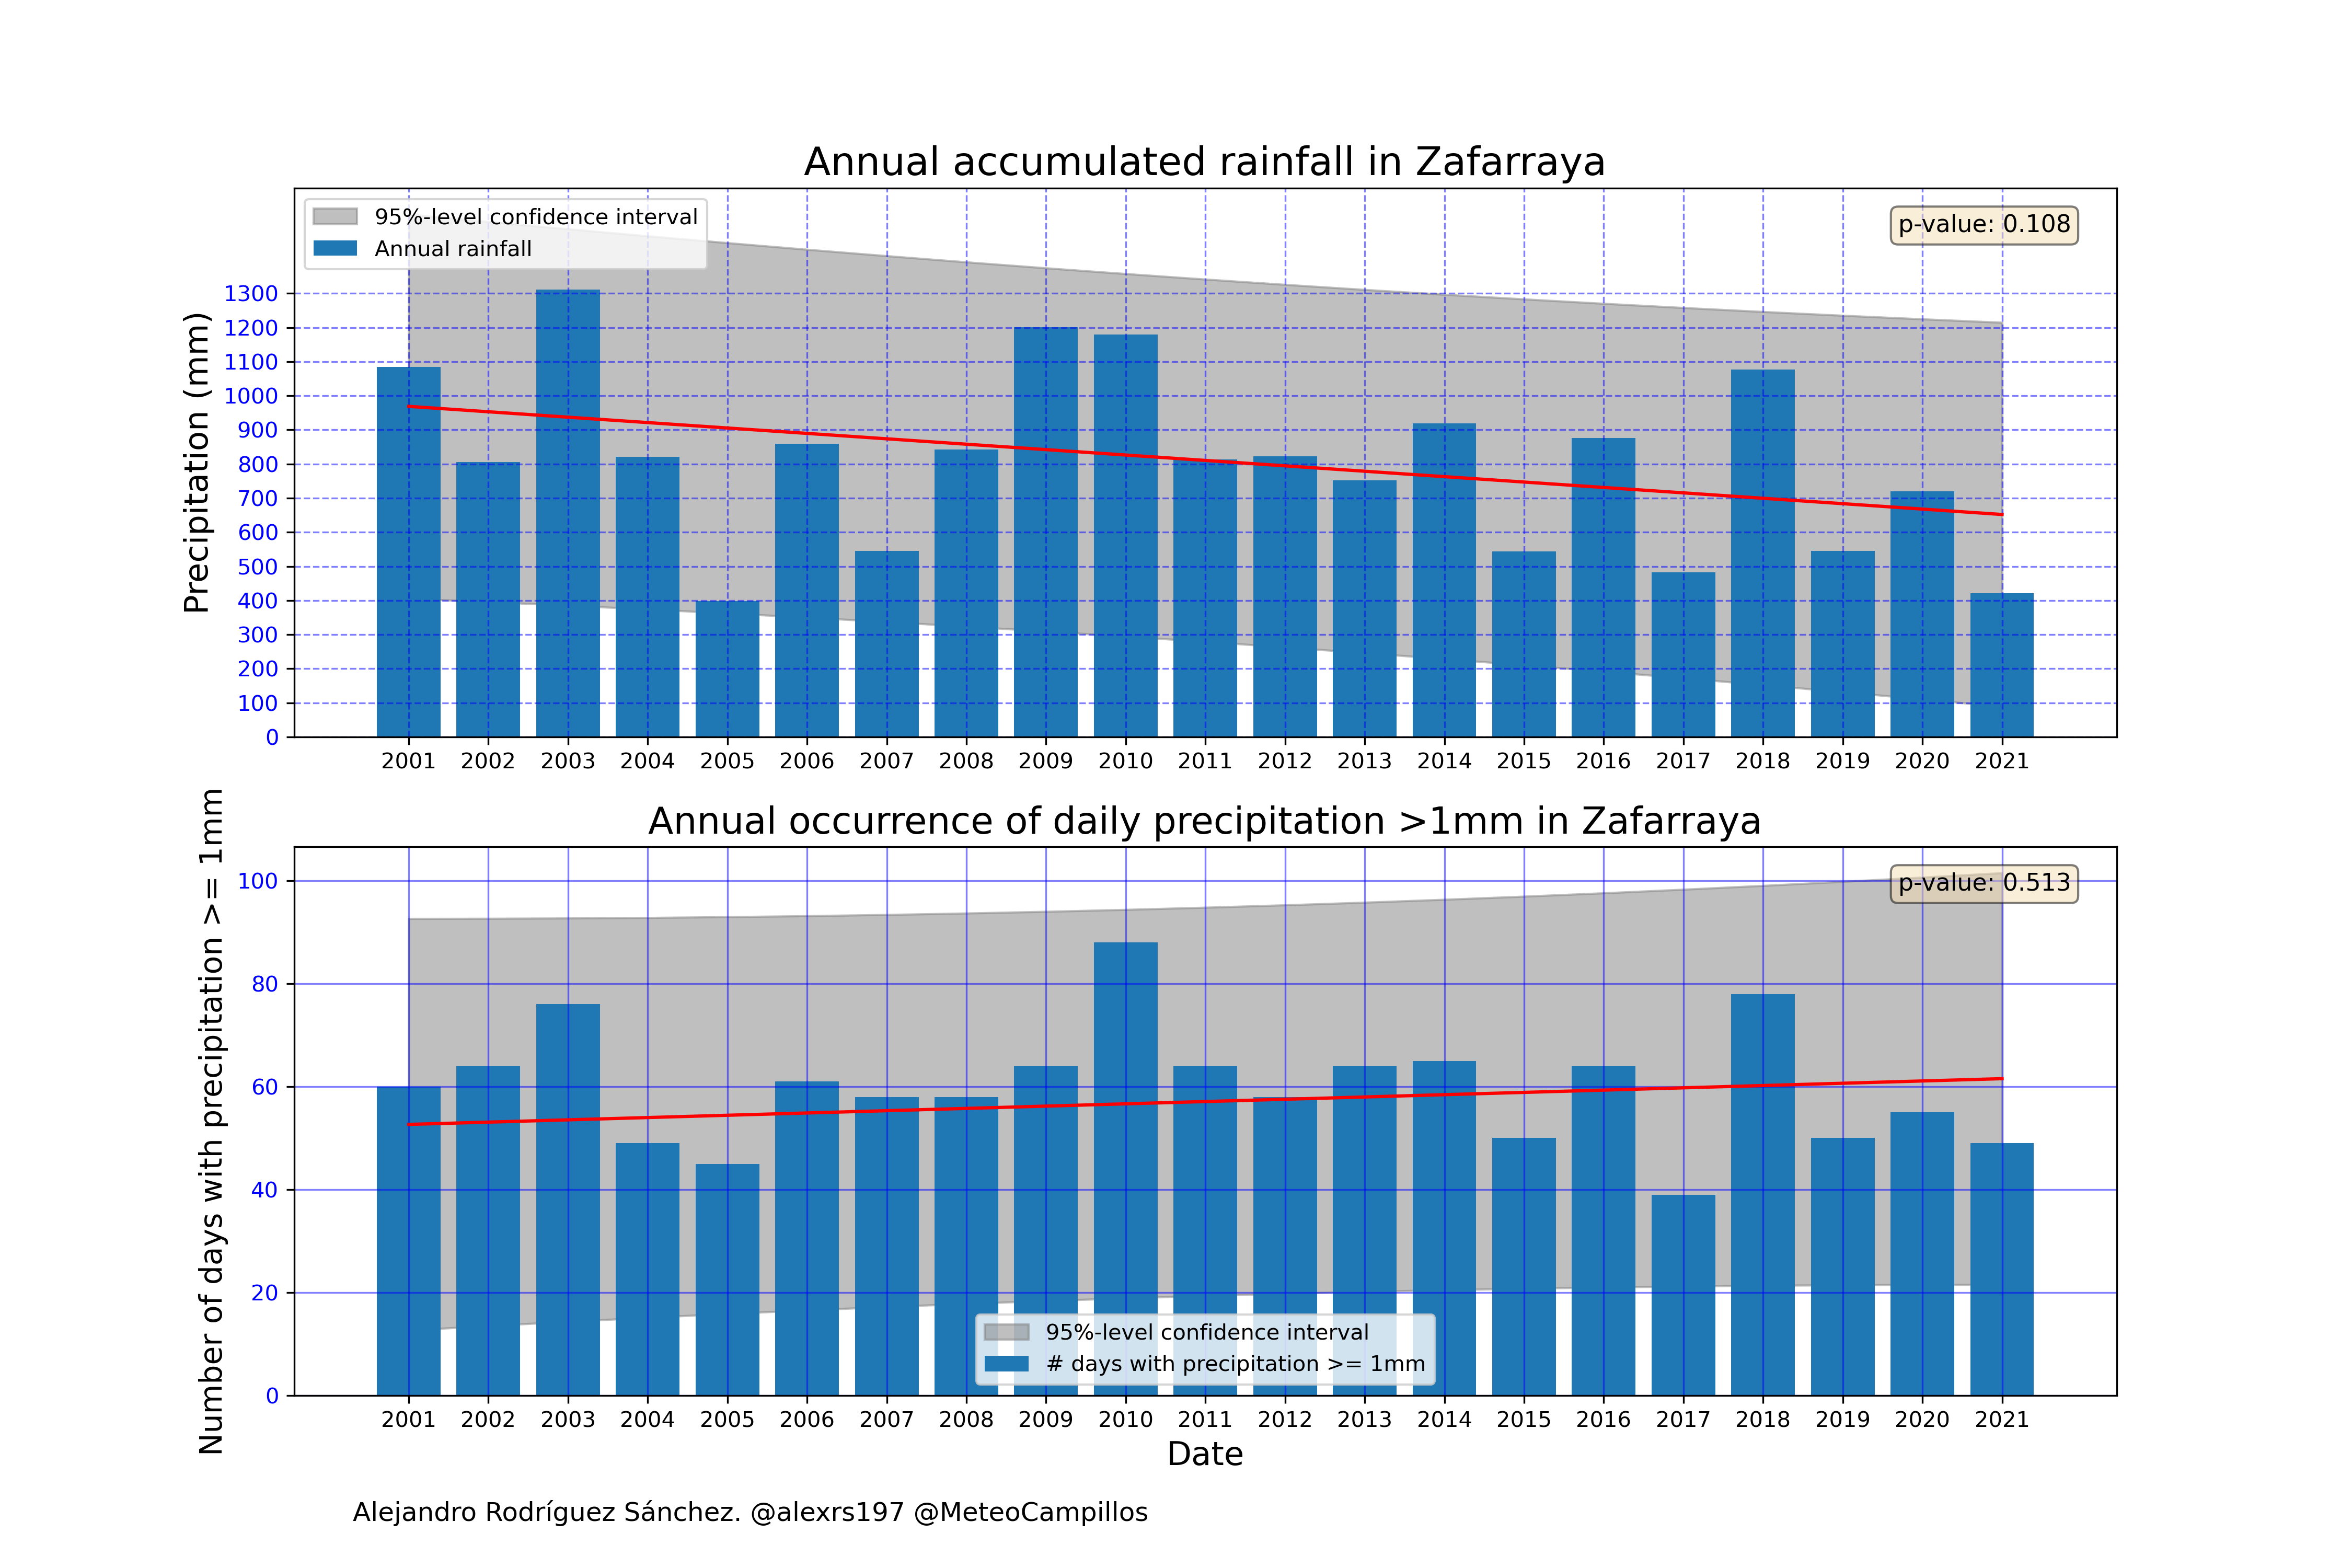 Annual accumulated rainfall in Zafarraya
95%-level confidence interval
Annual rainfall
p-value: 0.108
Precipitation (mm)
1300
1200
1100
1000
900
800
700
600
500
400
300
200
100
0
2001 2002 2003 2004 2005 2006 2007 2008 2009 2010 2011 2012 2013 2014 2015 2016 2017 2018 2019 2020 2021
Annual occurrence of daily precipitation >1mm in Zafarraya
p-value: 0.513
Number of days with precipitation >= 1mm
100
80
60
40
20
0
95%-level confidence interval
# days with precipitation >= 1mm
2001 2002 2003 2004 2005 2006 2007 2008 2009 2010 2011 2012 2013 2014 2015 2016 2017 2018 2019 2020 2021
Date
Alejandro Rodríguez Sánchez. @alexrs197 @MeteoCampillos